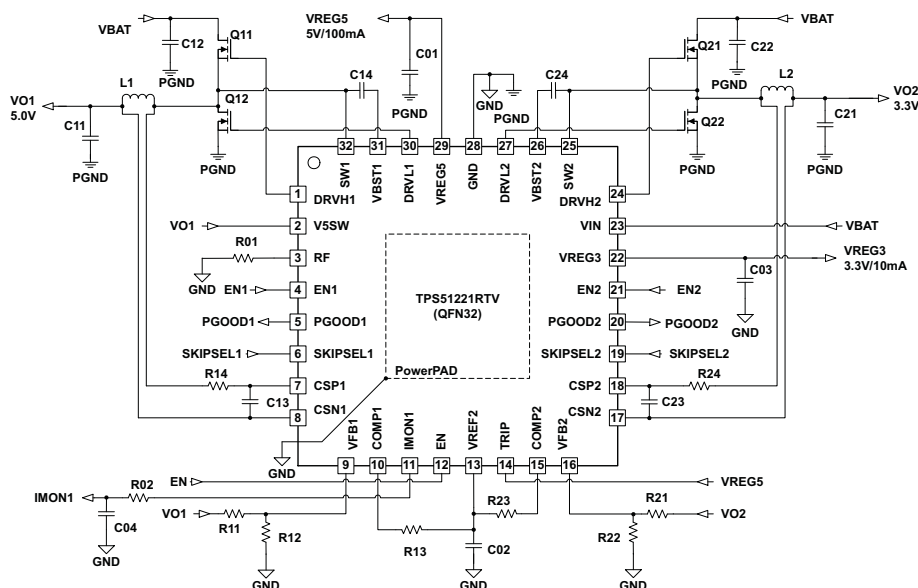 VBAT
C12
PGND
Q11
VREG5
5V/100mA
C01
PGND
GND
PGND
Q21
VBAT
C22
PGND
L1
VO1
5.0V
C11
PGND
Q12
PGND
C14
C24
Q22
PGND
L2
VO2
3.3V
C21
PGND
32 31 30 29 28 27 26 25
SW1
VBST1
DRVL1
VREG5
GND
DRVL2
VBST2
SW2
1 DRVH1
DRVH2 24
VO1 2 V5SW
VIN 23 VBAT
R01
GND
3 RF
VREG3 22
VREG3
3.3V/10mA
C03
GND
EN1 4 EN1
EN2 21 EN2
PGOOD1 5 PGOOD1
PGOOD2 20 PGOOD2
SKIPSEL1 6 SKIPSEL1
SKIPSEL2 19 SKIPSEL2
TPS51221RTV
(QFN32)
PowerPAD
R14
7 CSP1
CSP2 18
R24
C13
8 CSN1
CSN2 17
C23
GND
VFB1
COMP1
IMON1
EN
VREF2
TRIP
COMP2
VFB2
9 10 11 12 13 14 15 16
EN
VREG5
IMON1
R02
C04
GND
VO1
R11
R12
GND
R13
R23
C02
GND
R21
VO2
R22
GND